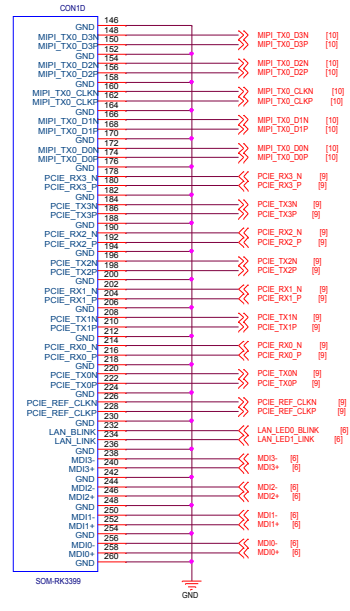 CON1D
GND 146
MIPI_TX0_D3N 148 MIPI_TX0_D3N [10]
MIPI_TX0_D3P 150 MIPI_TX0_D3P [10]
GND 152
MIPI_TX0_D2N 154 MIPI_TX0_D2N [10]
MIPI_TX0_D2P 156 MIPI_TX0_D2P [10]
GND 158
MIPI_TX0_CLKN 160 MIPI_TX0_CLKN [10]
MIPI_TX0_CLKP 162 MIPI_TX0_CLKP [10]
GND 164
MIPI_TX0_D1N 166 MIPI_TX0_D1N [10]
MIPI_TX0_D1P 168 MIPI_TX0_D1P [10]
GND 170
MIPI_TX0_D0N 172 MIPI_TX0_D0N [10]
MIPI_TX0_D0P 174 MIPI_TX0_D0P [10]
GND 176
PCIE_RX3_N 178 PCIE_RX3_N [9]
PCIE_RX3_P 180 PCIE_RX3_P [9]
GND 182
PCIE_TX3N 184 PCIE_TX3N [9]
PCIE_TX3P 186 PCIE_TX3P [9]
GND 188
PCIE_RX2_N 190 PCIE_RX2_N [9]
PCIE_RX2_P 192 PCIE_RX2_P [9]
GND 194
PCIE_TX2N 196 PCIE_TX2N [9]
PCIE_TX2P 198 PCIE_TX2P [9]
GND 200
PCIE_RX1_N 202 PCIE_RX1_N [9]
PCIE_RX1_P 204 PCIE_RX1_P [9]
GND 206
PCIE_TX1N 208 PCIE_TX1N [9]
PCIE_TX1P 210 PCIE_TX1P [9]
GND 212
PCIE_RX0_N 214 PCIE_RX0_N [9]
PCIE_RX0_P 216 PCIE_RX0_P [9]
GND 218
PCIE_TX0N 220 PCIE_TX0N [9]
PCIE_TX0P 222 PCIE_TX0P [9]
GND 224
PCIE_REF_CLKN 226 PCIE_REF_CLKN [9]
PCIE_REF_CLKP 228 PCIE_REF_CLKP [9]
GND 230
LAN_BLINK 232 LAN_LED0_BLINK [6]
LAN_LINK 234 LAN_LED1_LINK [6]
GND 236
MDI3- 238 MDI3- [6]
MDI3+ 240 MDI3+ [6]
GND 242
MDI2- 244 MDI2- [6]
MDI2+ 246 MDI2+ [6]
GND 248
MDI1- 250 MDI1- [6]
MDI1+ 252 MDI1+ [6]
GND 254
MDI0- 256 MDI0- [6]
MDI0+ 258 MDI0+ [6]
GND 260
SOM-RK3399
GND